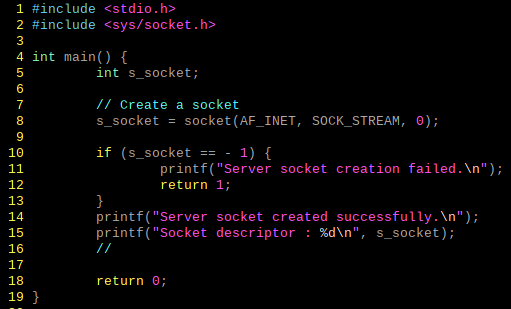 1 #include <stdio.h>
2 #include <sys/socket.h>
3
4 int main() {
5         int s_socket;
6
7         // Create a socket
8         s_socket = socket(AF_INET, SOCK_STREAM, 0);
9
10         if (s_socket == - 1) {
11                 printf("Server socket creation failed.\n");
12                 return 1;
13         }
14         printf("Server socket created successfully.\n");
15         printf("Socket descriptor : %d\n", s_socket);
16         //
17
18         return 0;
19 }